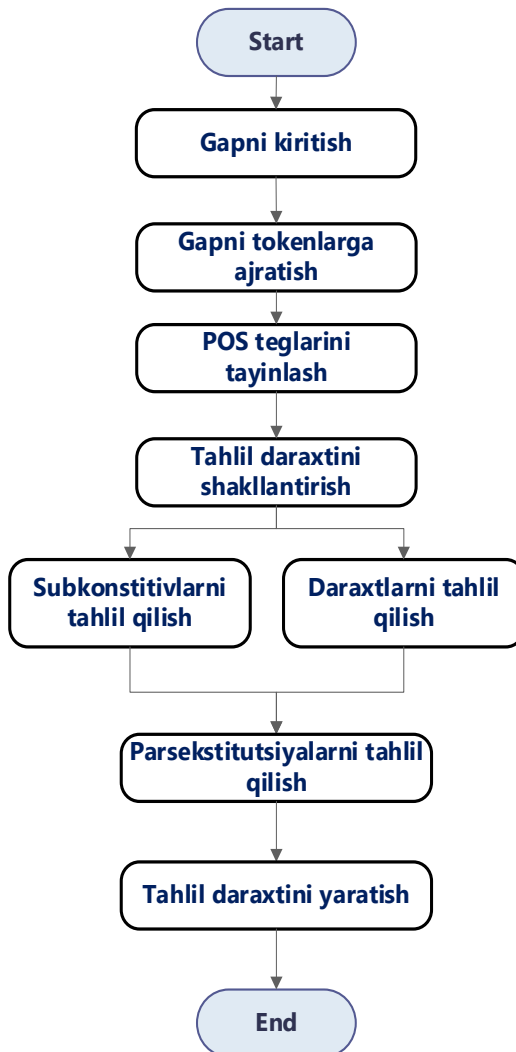 Start
Gapni kiritish
Gapni tokenlarga
ajratish
POS teglarini
tayinlash
Tahlil daraxtini
shakllantirish
Subkonstitivlarni
tahlil qilish
Daraxtlarni tahlil
qilish
Parsekstitutsiyalarni tahlil
qilish
Tahlil daraxtini yaratish
End